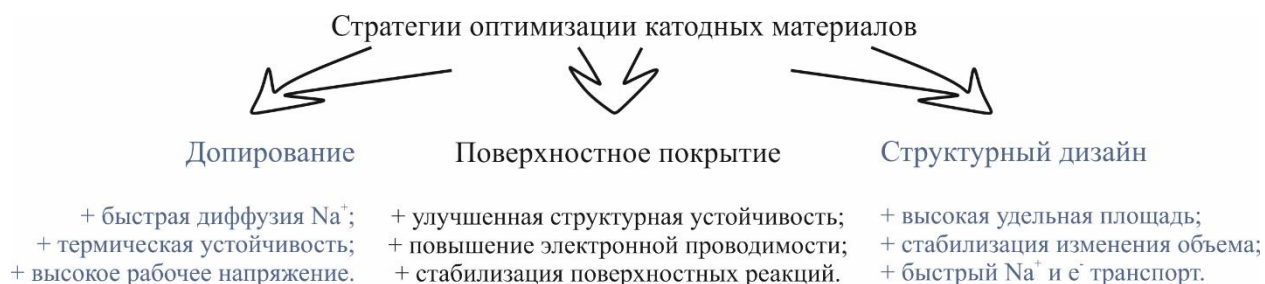 Стратегии оптимизации катодных материалов
Допирование
+ быстрая диффузия Na⁺;
+ термическая устойчивость;
+ высокое рабочее напряжение.
Поверхностное покрытие
+ улучшенная структурная устойчивость;
+ повышение электронной проводимости;
+ стабилизация поверхностных реакций.
Структурный дизайн
+ высокая удельная площадь;
+ стабилизация изменения объема;
+ быстрый Na⁺ и e⁻ транспорт.